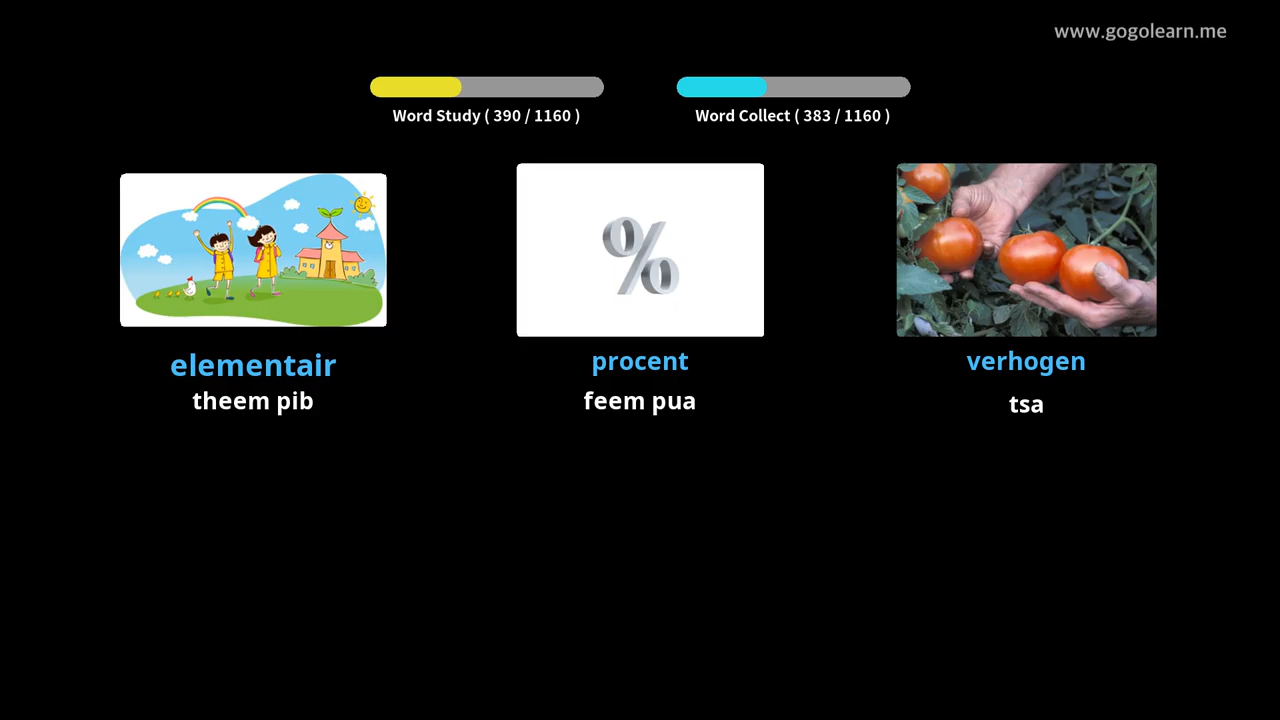 www.gogolearn.me
Word Study ( 390 / 1160 )
Word Collect ( 383 / 1160 )
elementair
theem pib
procent
feem pua
verhogen
tsa